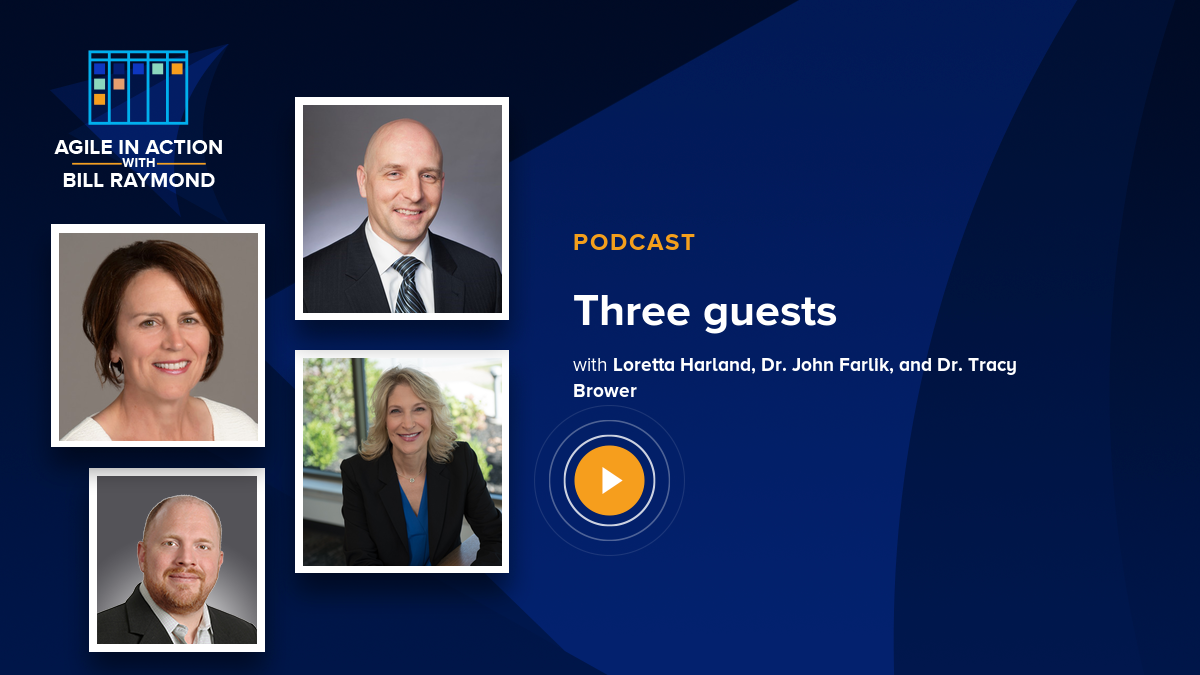 AGILE IN ACTION
WITH
BILL RAYMOND
PODCAST
Three guests
with Loretta Harland, Dr. John Farlik, and Dr. Tracy
Brower